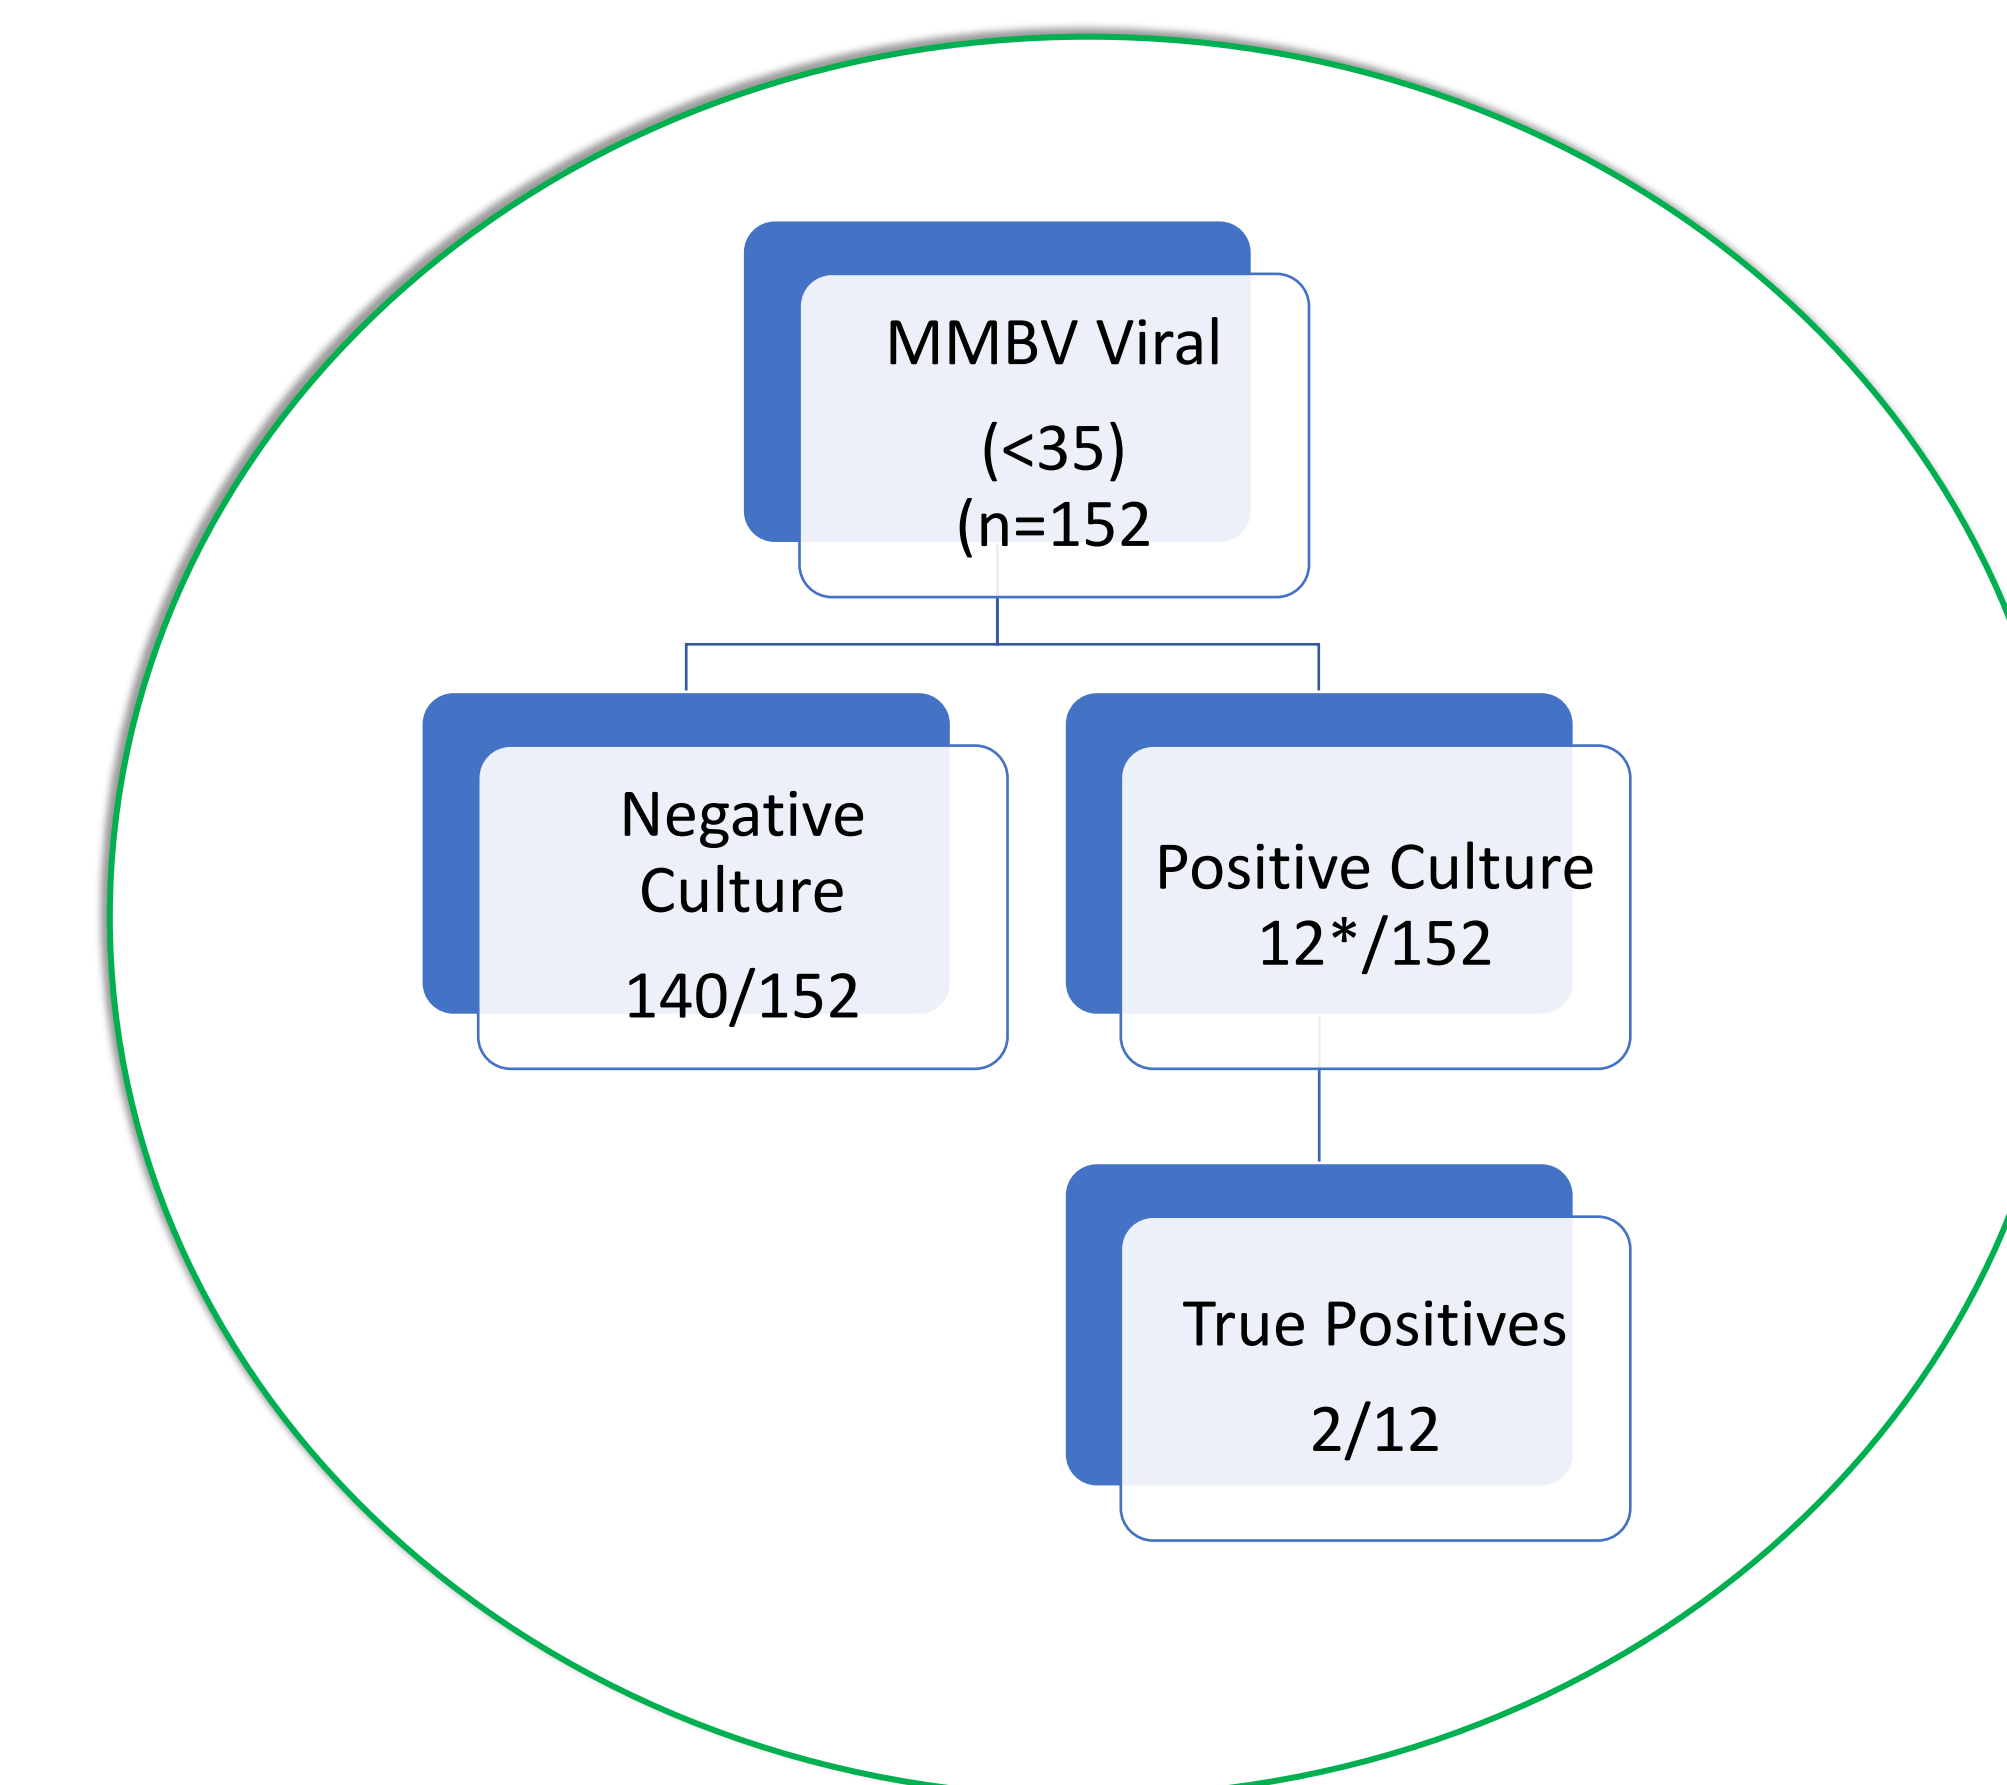 MMBV Viral
(<35)
(n=152
Negative
Culture
140/152
Positive Culture
12*/152
True Positives
2/12